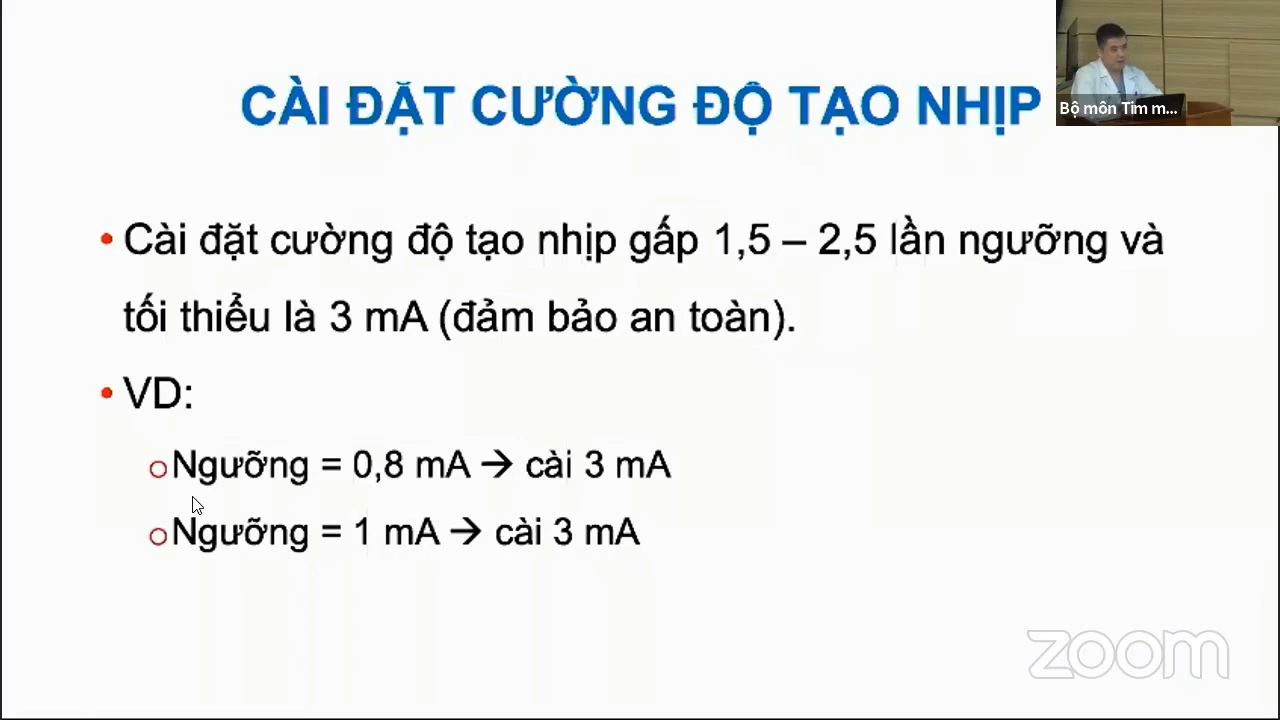 CÀI ĐẶT CƯỜNG ĐỘ TẠO NHỊP
Bộ môn Tim m...
• Cài đặt cường độ tạo nhịp gấp 1,5 – 2,5 lần ngưỡng và
tối thiểu là 3 mA (đảm bảo an toàn).
• VD:
○Ngưỡng = 0,8 mA → cài 3 mA
○Ngưỡng = 1 mA → cài 3 mA
zoom